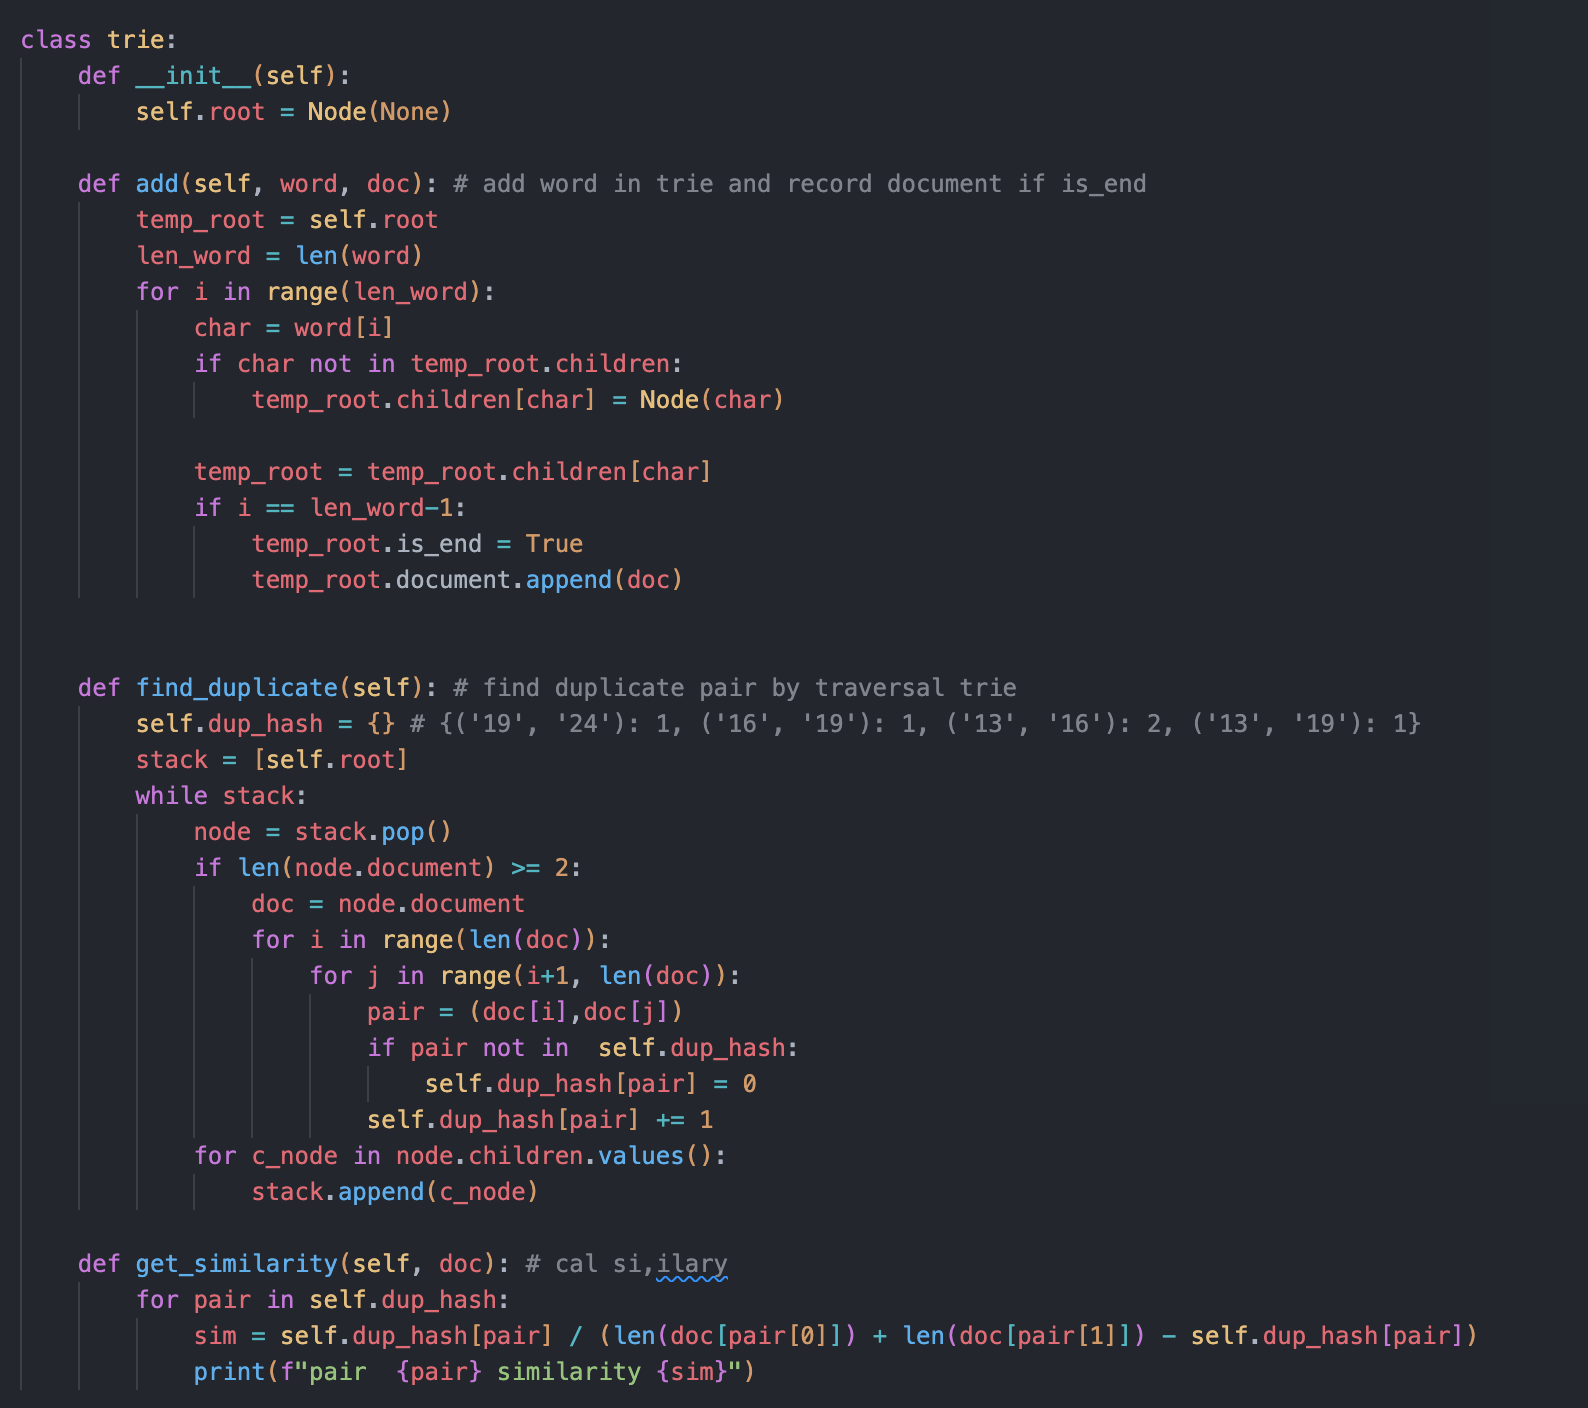 class trie:
    def __init__(self):
        self.root = Node(None)

    def add(self, word, doc): # add word in trie and record document if is_end
        temp_root = self.root
        len_word = len(word)
        for i in range(len_word):
            char = word[i]
            if char not in temp_root.children:
                temp_root.children[char] = Node(char)

            temp_root = temp_root.children[char]
            if i == len_word-1:
                temp_root.is_end = True
                temp_root.document.append(doc)


    def find_duplicate(self): # find duplicate pair by traversal trie
        self.dup_hash = {} # {('19', '24'): 1, ('16', '19'): 1, ('13', '16'): 2, ('13', '19'): 1}
        stack = [self.root]
        while stack:
            node = stack.pop()
            if len(node.document) >= 2:
                doc = node.document
                for i in range(len(doc)):
                    for j in range(i+1, len(doc)):
                        pair = (doc[i],doc[j])
                        if pair not in  self.dup_hash:
                            self.dup_hash[pair] = 0
                        self.dup_hash[pair] += 1
            for c_node in node.children.values():
                stack.append(c_node)

    def get_similarity(self, doc): # cal si,ilary
        for pair in self.dup_hash:
            sim = self.dup_hash[pair] / (len(doc[pair[0]]) + len(doc[pair[1]]) - self.dup_hash[pair])
            print(f"pair  {pair} similarity {sim}")